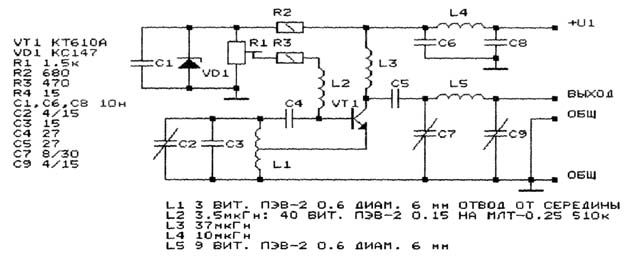 VT1 КТ610А
VD1 КС147
R1 1.5к
R2 680
R3 470
R4 15
C1,C6,C8 10н
C2 4/15
C3 15
C4 27
C5 27
C7 8/30
C9 4/15
R2
L4
+U1
C1
VD1
R1
R3
L3
C6
C8
L2
C5
L5
ВЫХОД
C4
VT1
ОБЩ
C2
C3
C7
C9
L1
ОБЩ
L1 3 ВИТ. ПЭВ-2 0.6 ДИАМ. 6 мм ОТВОД ОТ СЕРЕДИНЫ
L2 3.5мкГн: 40 ВИТ. ПЭВ-2 0.15 НА МЛТ-0.25 510к
L3 37мкГн
L4 10мкГн
L5 9 ВИТ. ПЭВ-2 0.6 ДИАМ. 6 мм